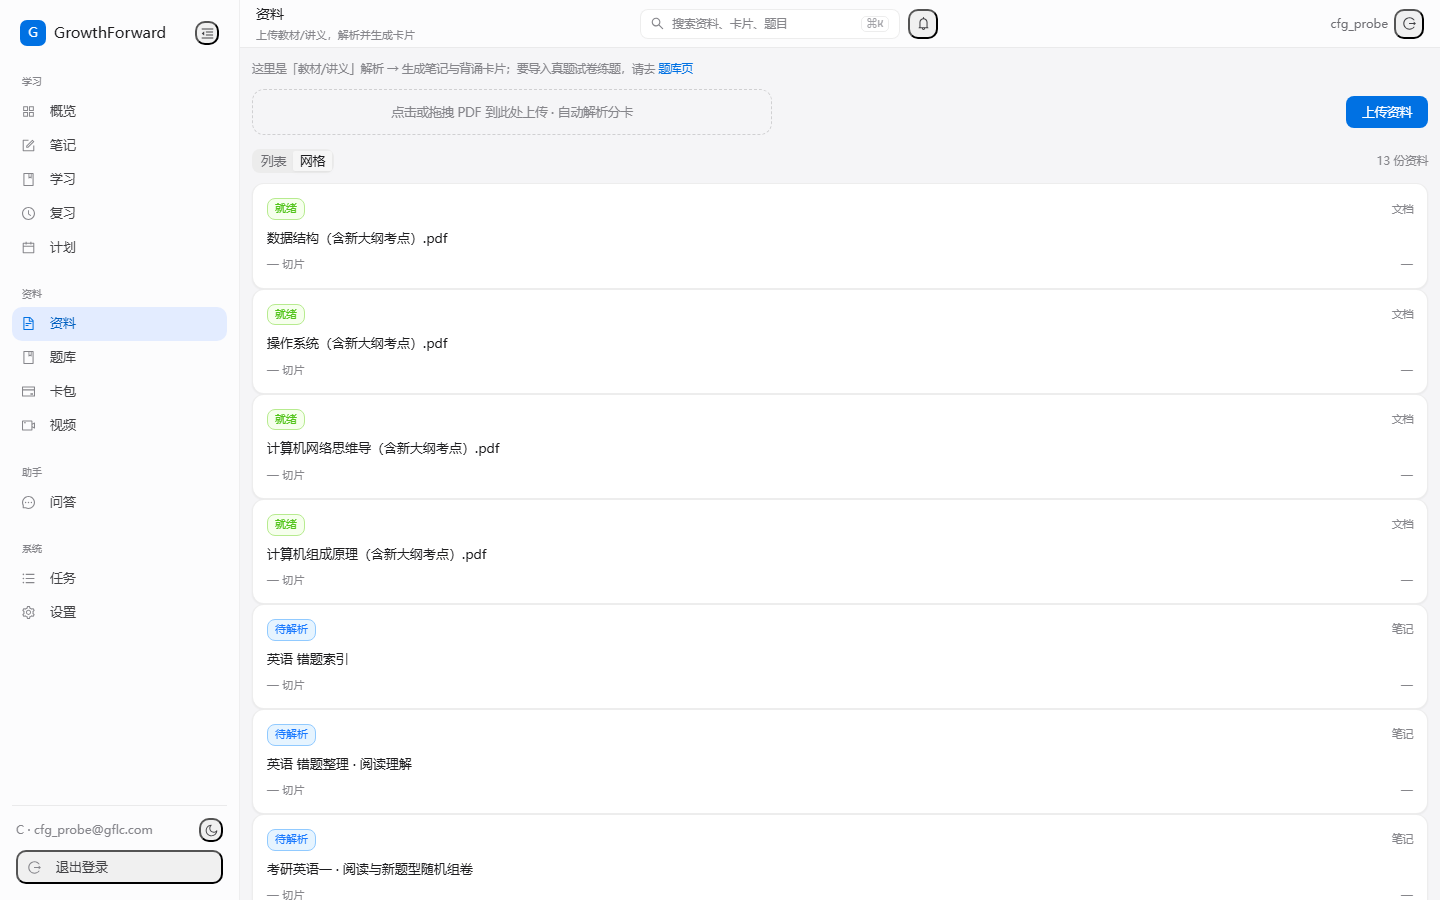 G GrowthForward
学习
概览
笔记
学习
复习
计划
资料
资料
题库
卡包
视频
助手
问答
系统
任务
设置
C · cfg_probe@gflc.com
退出登录
资料
上传教材/讲义，解析并生成卡片
搜索资料、卡片、题目 ⌘K
cfg_probe
这里是「教材/讲义」解析 → 生成笔记与背诵卡片；要导入真题试卷练题，请去 题库页
点击或拖拽 PDF 到此处上传 · 自动解析分卡
上传资料
列表 网格
13 份资料
就绪 文档
数据结构（含新大纲考点）.pdf
— 切片 —
就绪 文档
操作系统（含新大纲考点）.pdf
— 切片 —
就绪 文档
计算机网络思维导（含新大纲考点）.pdf
— 切片 —
就绪 文档
计算机组成原理（含新大纲考点）.pdf
— 切片 —
待解析 笔记
英语 错题索引
— 切片 —
待解析 笔记
英语 错题整理 · 阅读理解
— 切片 —
待解析 笔记
考研英语一 · 阅读与新题型随机组卷
— 切片 —